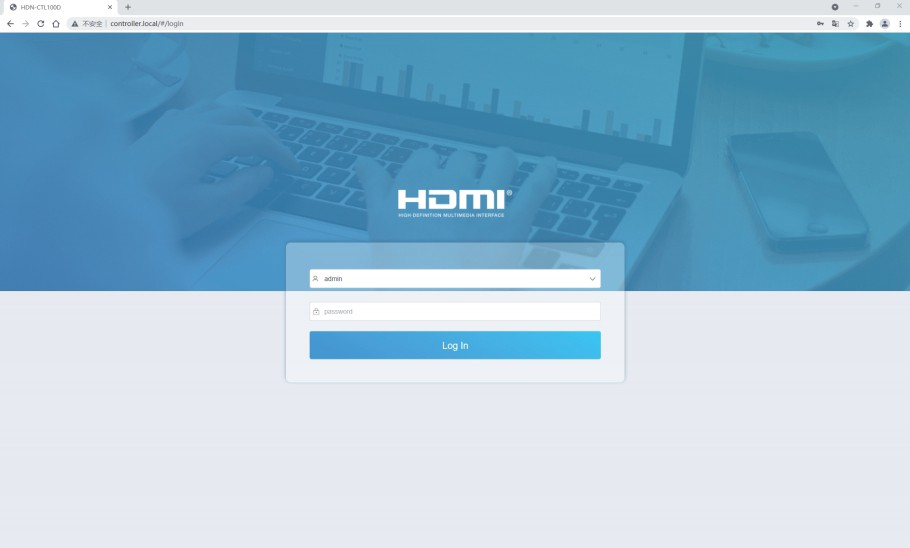 HDN-CTL100D
不安全 controller.local/#/login
HDMI®
HIGH DEFINITION MULTIMEDIA INTERFACE
admin
password
Log In